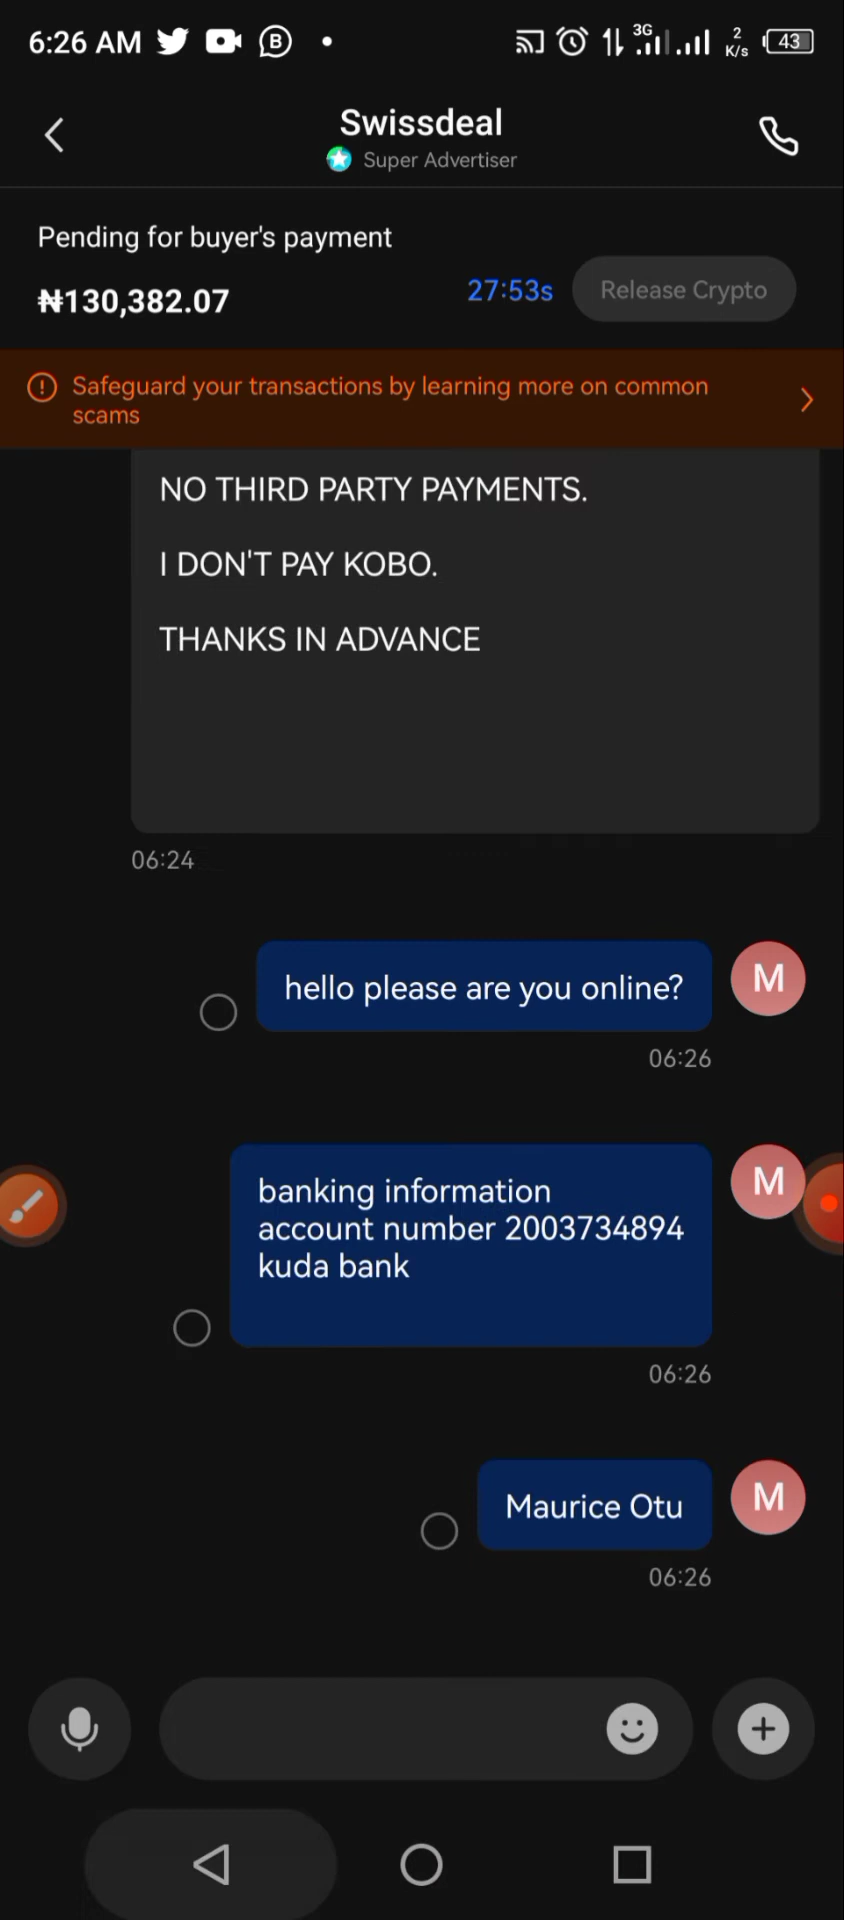 6:26 AM
3G
2
K/s
43
Swissdeal
Super Advertiser
Pending for buyer's payment
₦130,382.07
27:53s
Release Crypto
Safeguard your transactions by learning more on common
scams
NO THIRD PARTY PAYMENTS.
I DON'T PAY KOBO.
THANKS IN ADVANCE
06:24
hello please are you online?
M
06:26
banking information
account number 2003734894
kuda bank
M
06:26
Maurice Otu
M
06:26